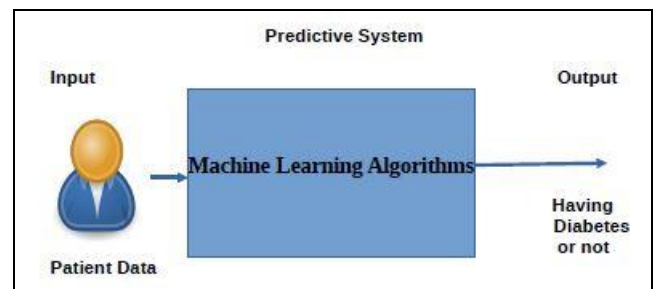 Predictive System
Input
Output
Machine Learning Algorithms
Patient Data
Having
Diabetes
or not